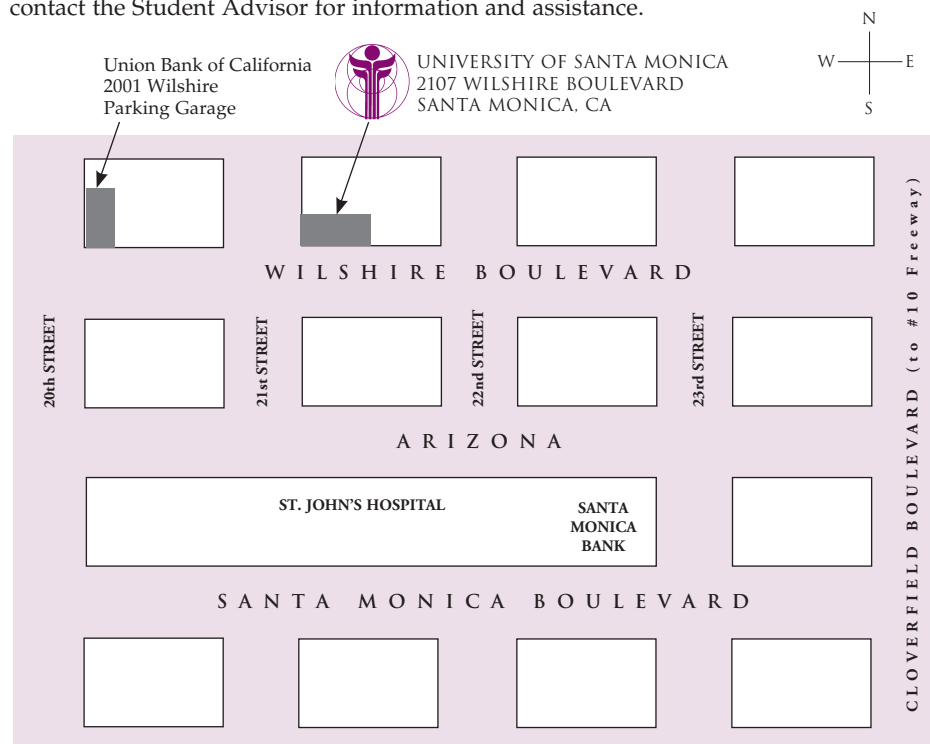 contact the Student Advisor for information and assistance.
N
W E
S
Union Bank of California
2001 Wilshire
Parking Garage
UNIVERSITY OF SANTA MONICA
2107 WILSHIRE BOULEVARD
SANTA MONICA, CA
WILSHIRE BOULEVARD
20th STREET
21st STREET
22nd STREET
23rd STREET
CLOVERFIELD BOULEVARD (to #10 Freeway)
ARIZONA
ST. JOHN'S HOSPITAL
SANTA
MONICA
BANK
SANTA MONICA BOULEVARD